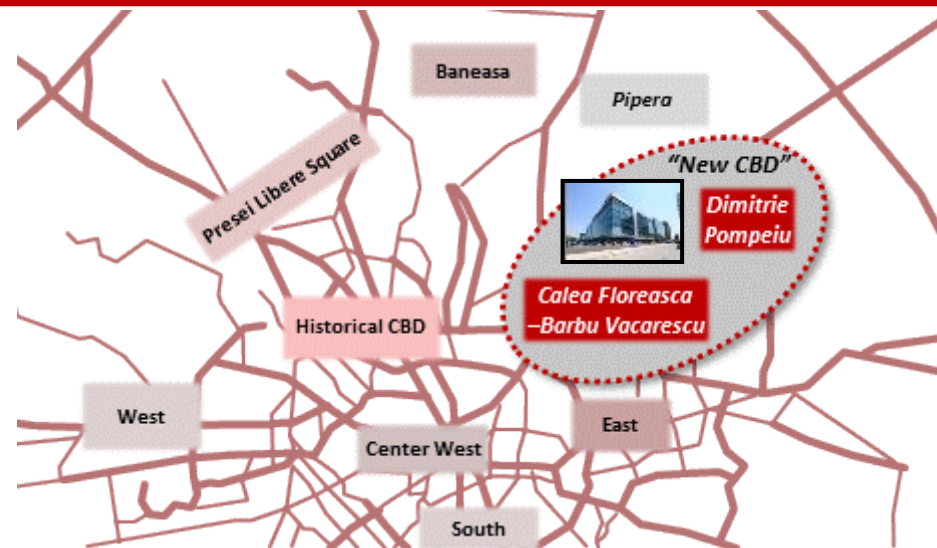 Baneasa
Pipera
Presei Libere Square
“New CBD”
Dimitrie
Pompeiu
Calea Floreasca
–Barbu Vacarescu
Historical CBD
West
East
Center West
South